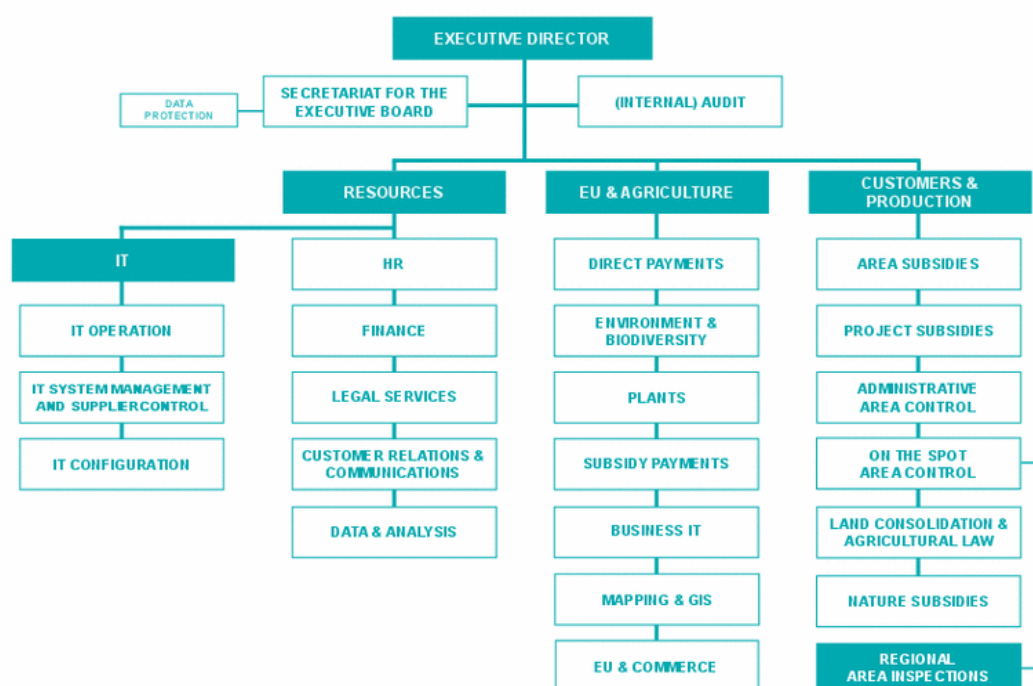 EXECUTIVE DIRECTOR
DATA
PROTECTION
SECRETARIAT FOR THE
EXECUTIVE BOARD
(INTERNAL) AUDIT
RESOURCES
EU & AGRICULTURE
CUSTOMERS &
PRODUCTION
IT
IT OPERATION
IT SYSTEM MANAGEMENT
AND SUPPLIER CONTROL
IT CONFIGURATION
HR
FINANCE
LEGAL SERVICES
CUSTOMER RELATIONS &
COMMUNICATIONS
DATA & ANALYSIS
DIRECT PAYMENTS
ENVIRONMENT &
BIODIVERSITY
PLANTS
SUBSIDY PAYMENTS
BUSINESS IT
MAPPING & GIS
EU & COMMERCE
AREA SUBSIDIES
PROJECT SUBSIDIES
ADMINISTRATIVE
AREA CONTROL
ON THE SPOT
AREA CONTROL
LAND CONSOLIDATION &
AGRICULTURAL LAW
NATURE SUBSIDIES
REGIONAL
AREA INSPECTIONS